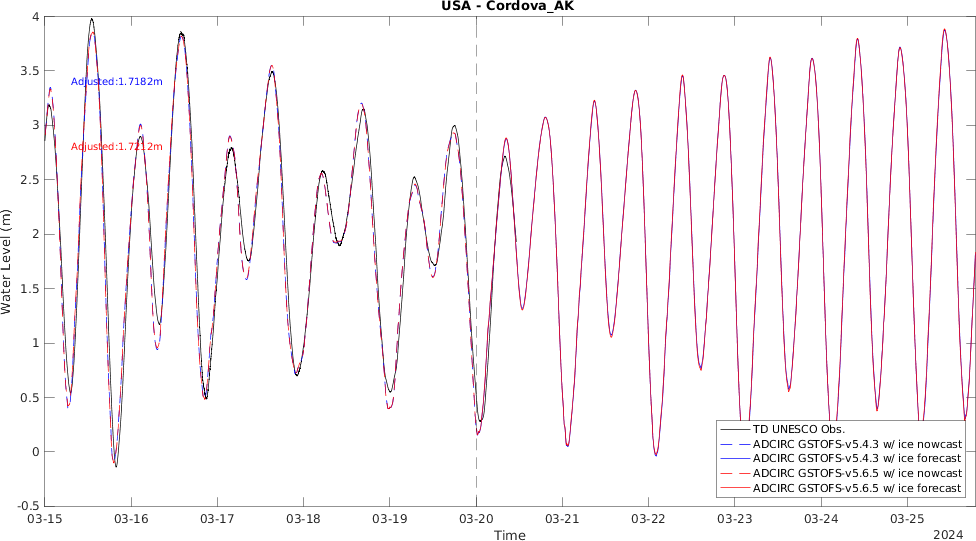 USA - Cordova_AK
4
3.5
3
2.5
2
1.5
1
0.5
0
-0.5
Water Level (m)
Adjusted:1.7182m
Adjusted:1.7212m
TD UNESCO Obs.
ADCIRC GSTOFS-v5.4.3 w/ ice nowcast
ADCIRC GSTOFS-v5.4.3 w/ ice forecast
ADCIRC GSTOFS-v5.6.5 w/ ice nowcast
ADCIRC GSTOFS-v5.6.5 w/ ice forecast
03-15 03-16 03-17 03-18 03-19 03-20 03-21 03-22 03-23 03-24 03-25
Time
2024